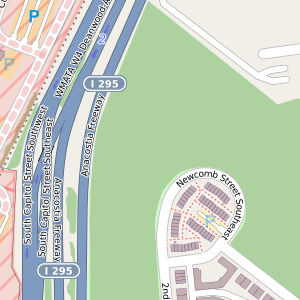 P
P
2
WMATA W4 Deanwood-A
I 295
Anacostia Freeway
South Capitol Street Southwest
South Capitol Street Southeast
Anacostia Freeway
I 295
Newcomb Street Southeast
2nd